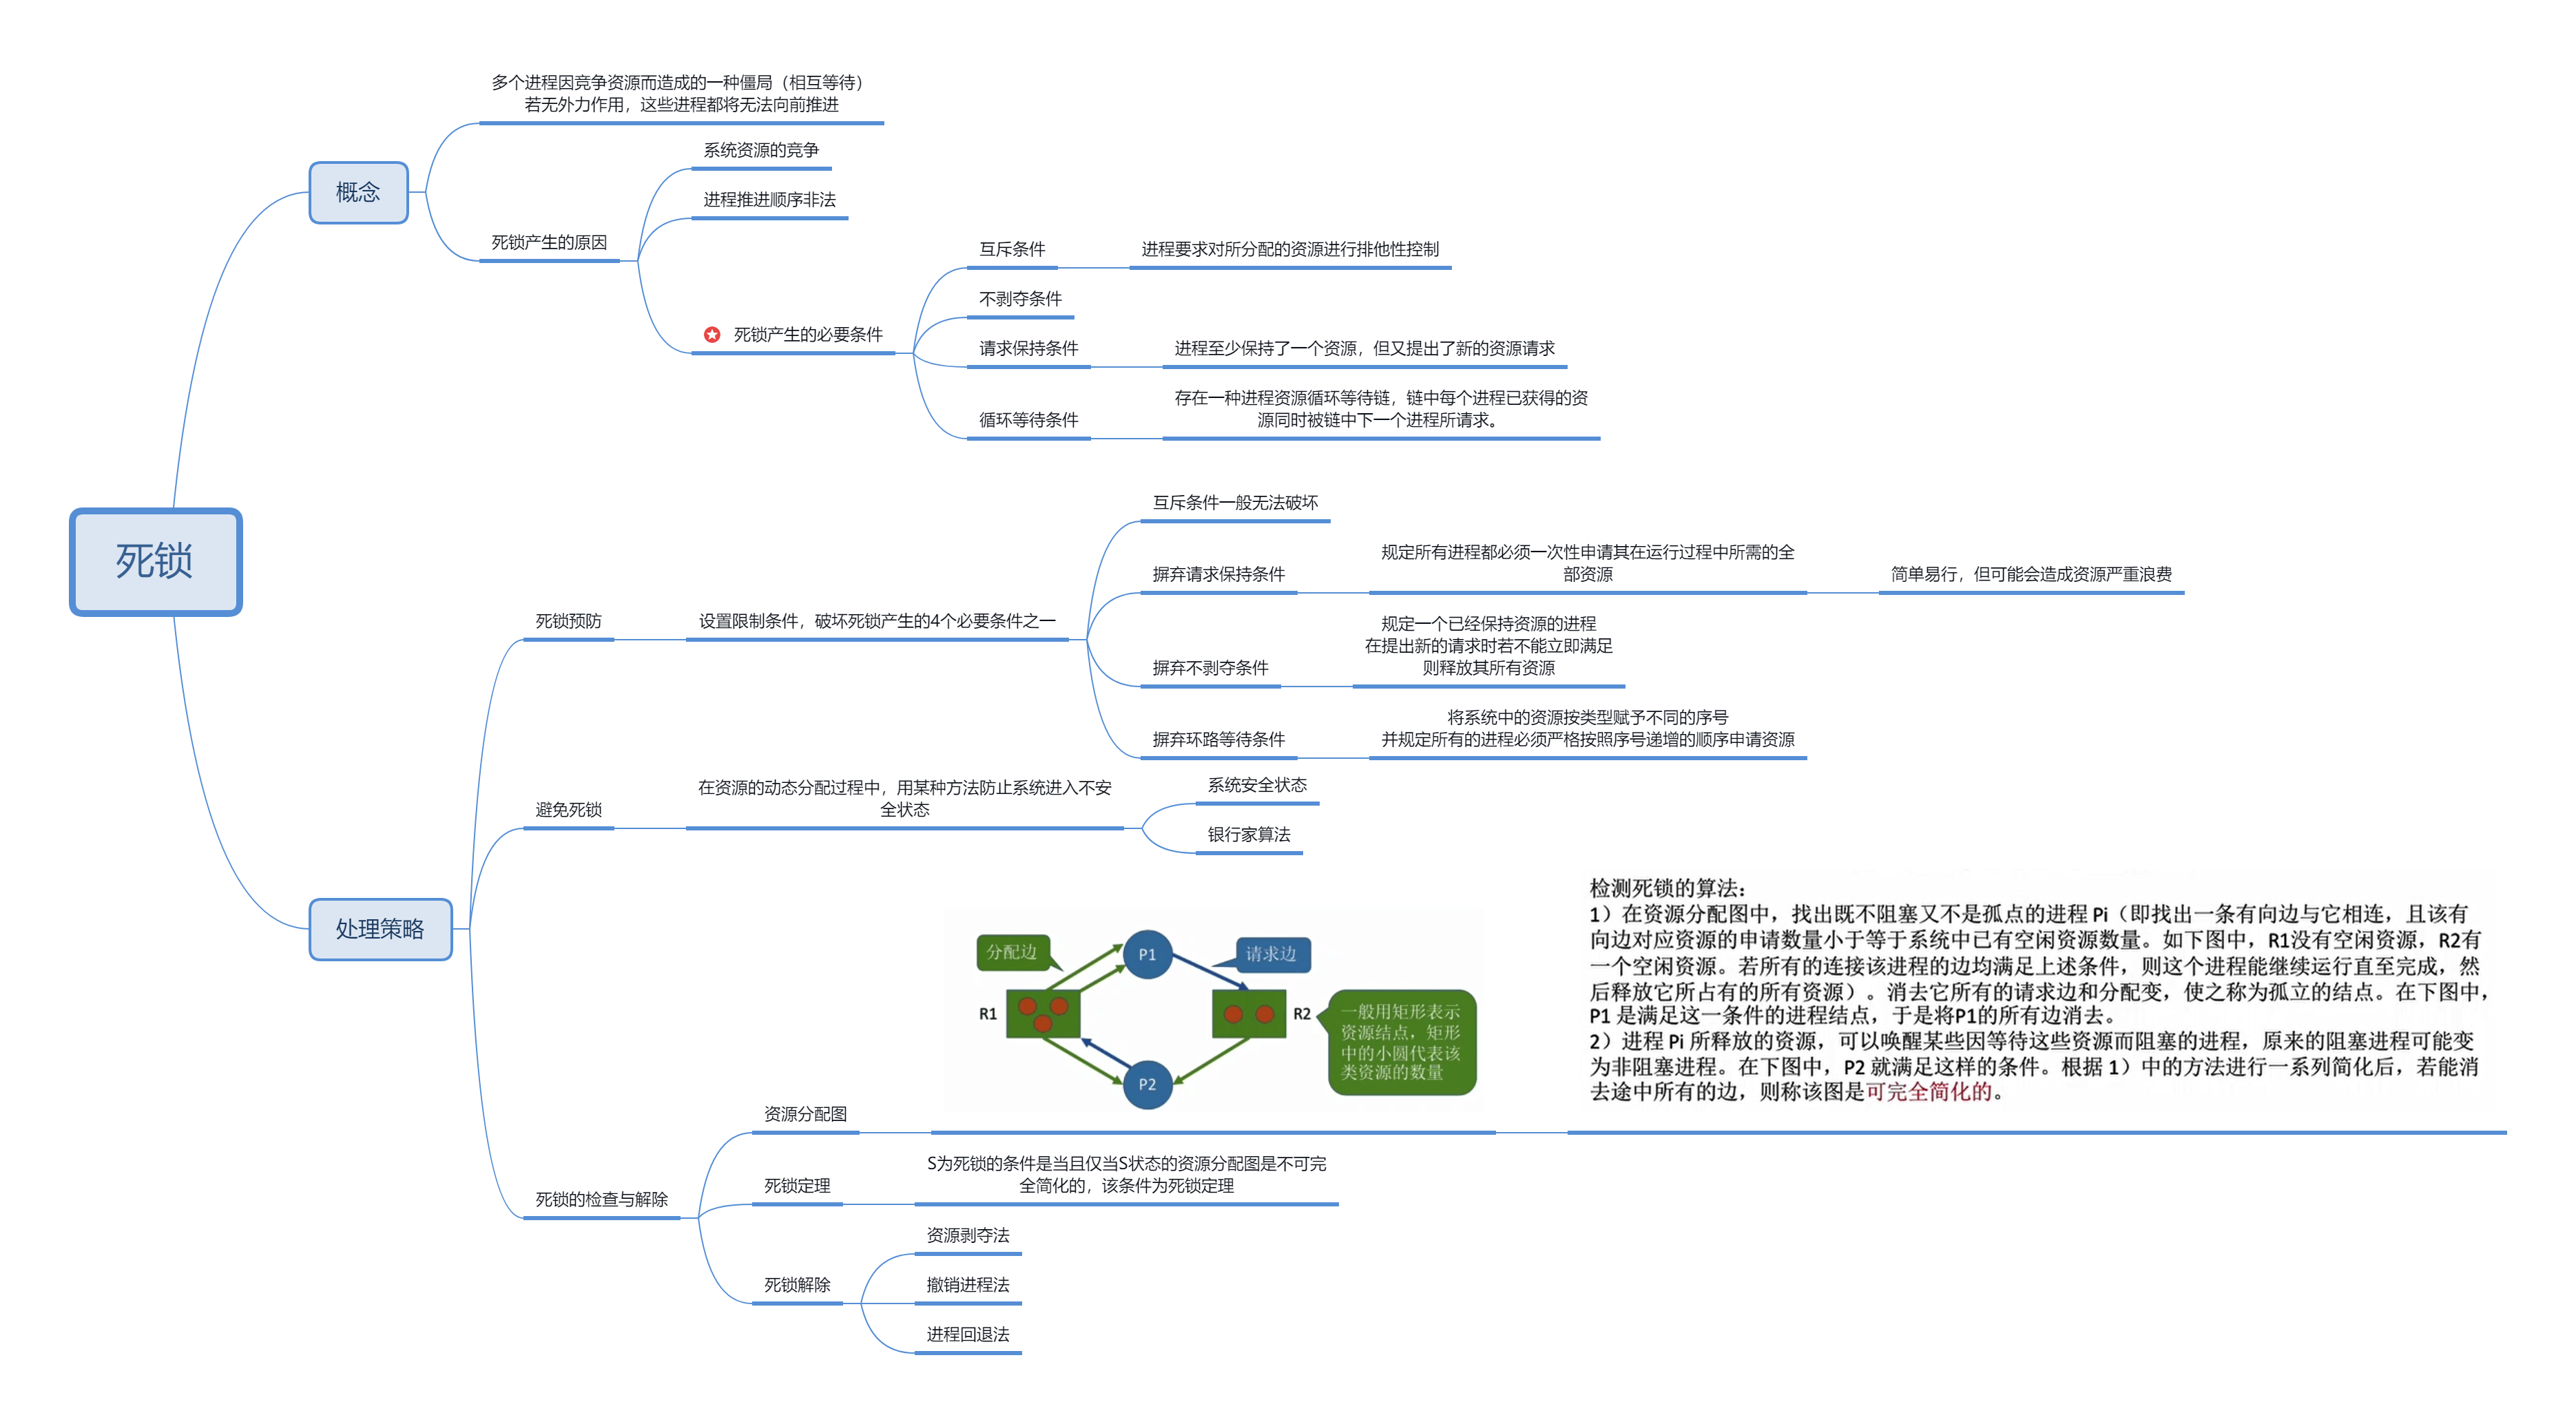 死锁
概念
多个进程因竞争资源而造成的一种僵局（相互等待）
若无外力作用，这些进程都将无法向前推进
死锁产生的原因
系统资源的竞争
进程推进顺序非法
死锁产生的必要条件
互斥条件
进程要求对所分配的资源进行排他性控制
不剥夺条件
请求保持条件
进程至少保持了一个资源，但又提出了新的资源请求
循环等待条件
存在一种进程资源循环等待链，链中每个进程已获得的资
源同时被链中下一个进程所请求。
处理策略
死锁预防
设置限制条件，破坏死锁产生的4个必要条件之一
互斥条件一般无法破坏
摒弃请求保持条件
规定所有进程都必须一次性申请其在运行过程中所需的全
部资源
简单易行，但可能会造成资源严重浪费
摒弃不剥夺条件
规定一个已经保持资源的进程
在提出新的请求时若不能立即满足
则释放其所有资源
摒弃环路等待条件
将系统中的资源按类型赋予不同的序号
并规定所有的进程必须严格按照序号递增的顺序申请资源
避免死锁
在资源的动态分配过程中，用某种方法防止系统进入不安
全状态
系统安全状态
银行家算法
死锁的检查与解除
资源分配图
分配边
P1
请求边
R1
R2
P2
一般用矩形表示
资源结点，矩形
中的小圆代表该
类资源的数量
检测死锁的算法：
1）在资源分配图中，找出既不阻塞又不是孤点的进程 Pi（即找出一条有向边与它相连，且该有
向边对应资源的申请数量小于等于系统中已有空闲资源数量。如下图中，R1没有空闲资源，R2有
一个空闲资源。若所有的连接该进程的边均满足上述条件，则这个进程能继续运行直至完成，然
后释放它所占有的所有资源）。消去它所有的请求边和分配变，使之称为孤立的结点。在下图中，
P1 是满足这一条件的进程结点，于是将P1的所有边消去。
2）进程 Pi 所释放的资源，可以唤醒某些因等待这些资源而阻塞的进程，原来的阻塞进程可能变
为非阻塞进程。在下图中，P2 就满足这样的条件。根据 1）中的方法进行一系列简化后，若能消
去途中所有的边，则称该图是可完全简化的。
死锁定理
S为死锁的条件是当且仅当S状态的资源分配图是不可完
全简化的，该条件为死锁定理
死锁解除
资源剥夺法
撤销进程法
进程回退法